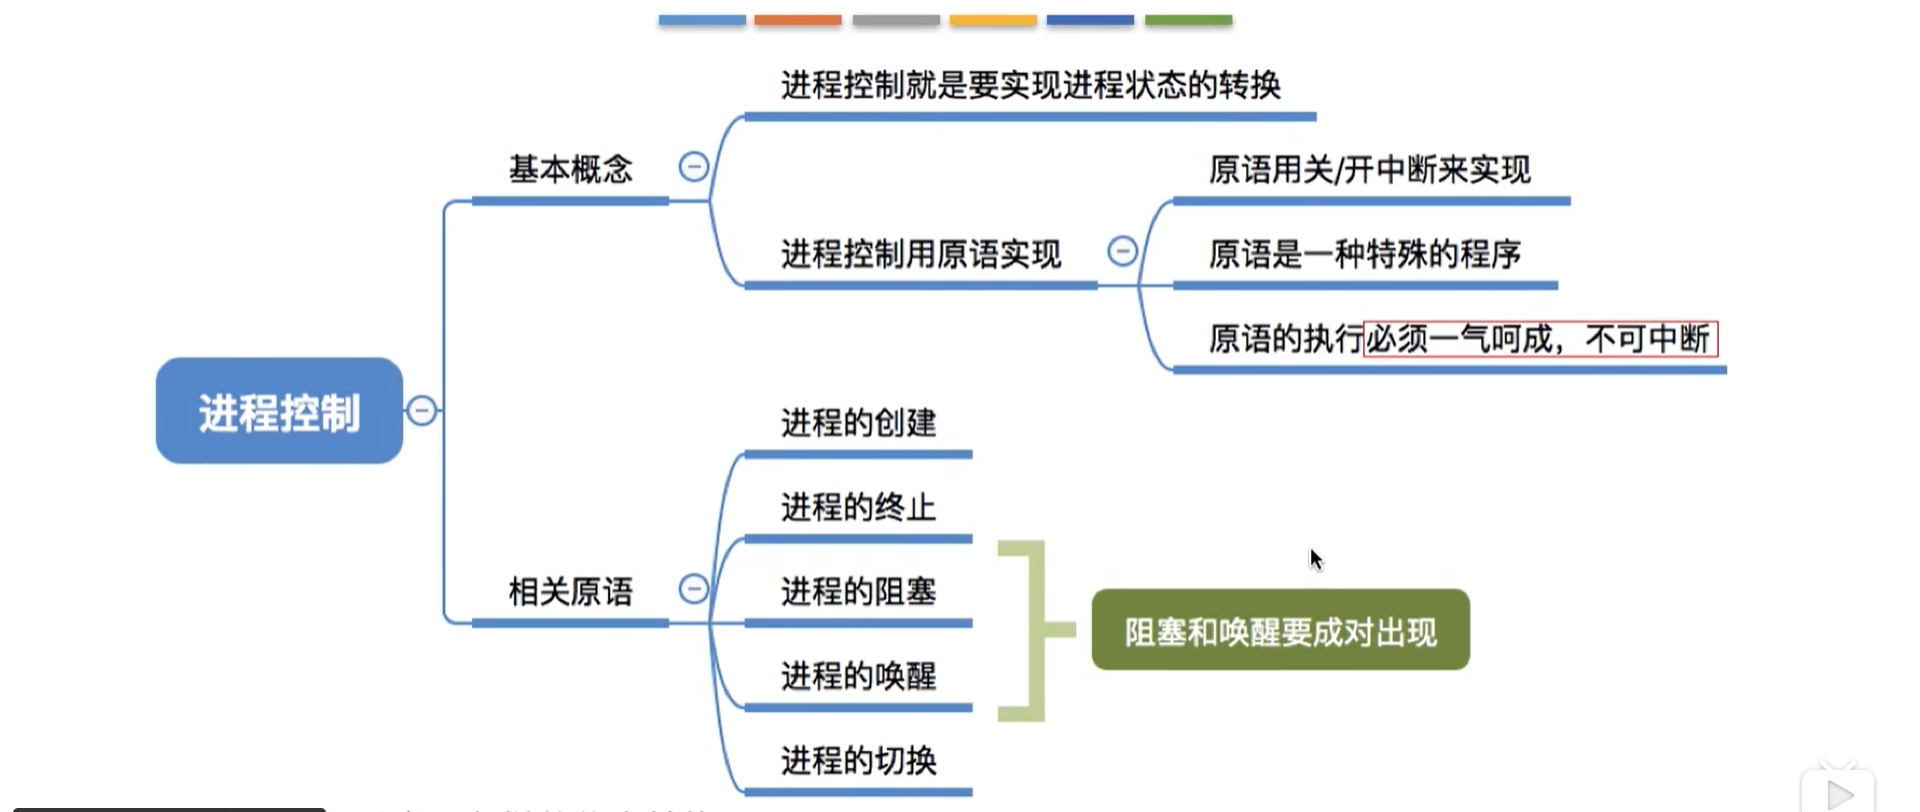 进程控制就是要实现进程状态的转换
基本概念
原语用关/开中断来实现
进程控制用原语实现
原语是一种特殊的程序
原语的执行必须一气呵成，不可中断
进程控制
进程的创建
进程的终止
相关原语
进程的阻塞
阻塞和唤醒要成对出现
进程的唤醒
进程的切换